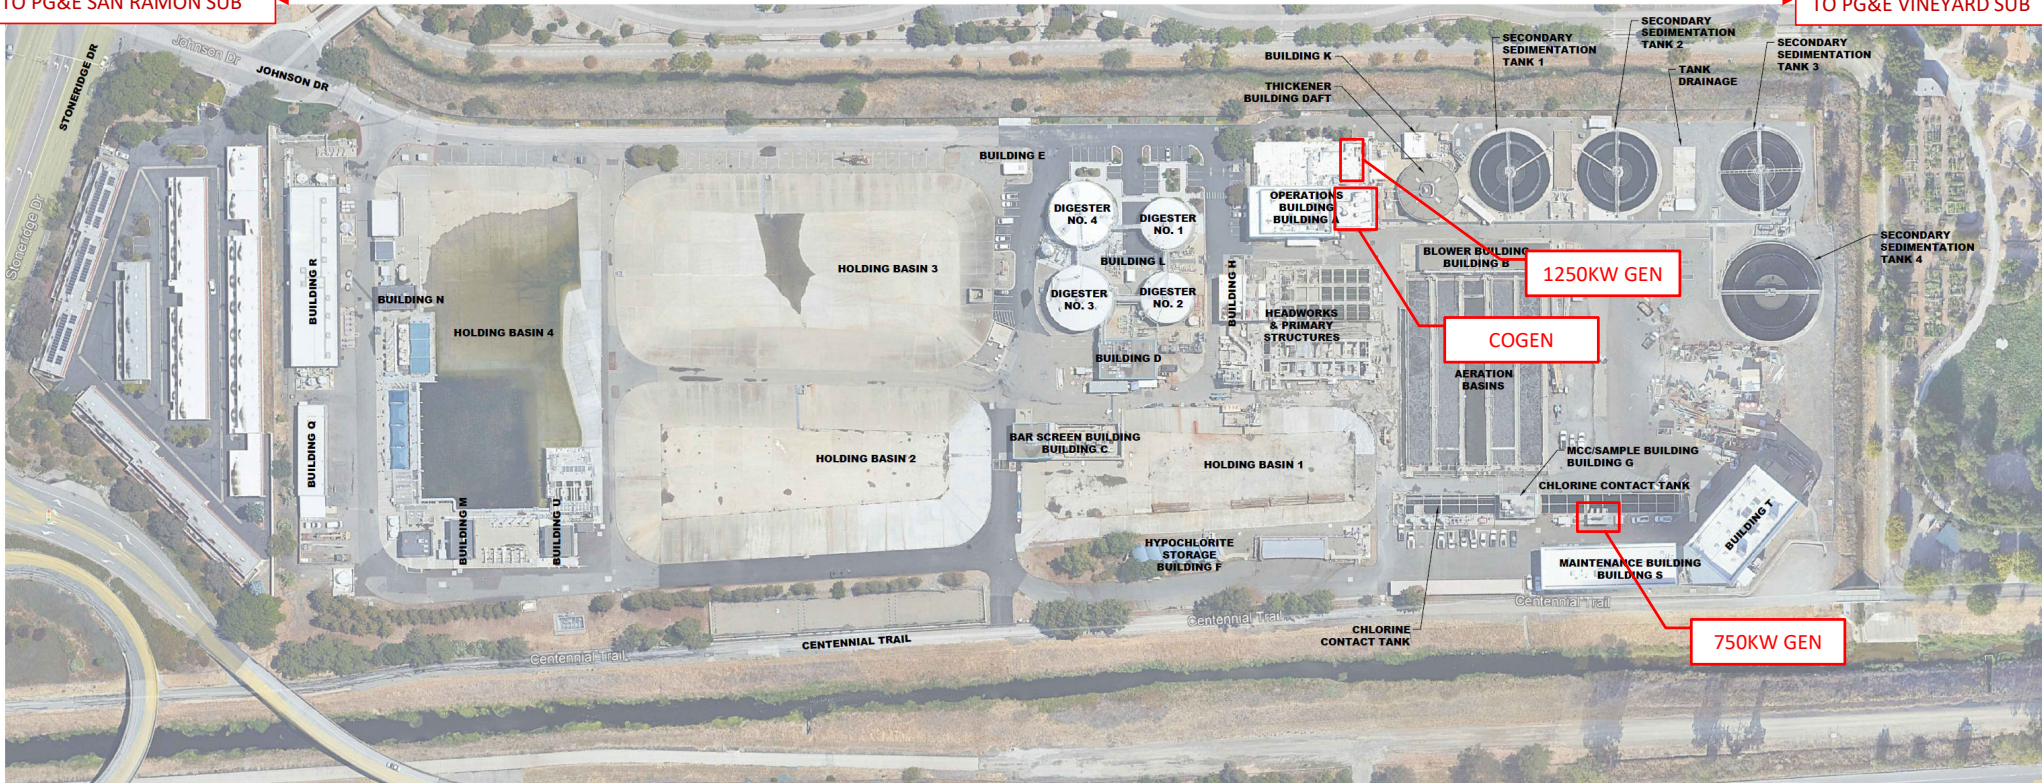 TO PG&E SAN RAMON SUB
TO PG&E VINEYARD SUB
STONERIDGE DR
Johnson Dr
JOHNSON DR
Stoneridge Dr
BUILDING K
THICKENER
BUILDING DAFT
SECONDARY
SEDIMENTATION
TANK 1
SECONDARY
SEDIMENTATION
TANK 2
TANK
DRAINAGE
SECONDARY
SEDIMENTATION
TANK 3
BUILDING E
OPERATIONS
BUILDING
BUILDING A
DIGESTER
NO. 4
DIGESTER
NO. 1
BUILDING L
DIGESTER
NO. 3
DIGESTER
NO. 2
BUILDING H
BLOWER BUILDING
BUILDING B
SECONDARY
SEDIMENTATION
TANK 4
1250KW GEN
COGEN
BUILDING R
BUILDING N
HOLDING BASIN 4
HOLDING BASIN 3
HEADWORKS
& PRIMARY
STRUCTURES
BUILDING D
AERATION
BASINS
BUILDING Q
HOLDING BASIN 2
BAR SCREEN BUILDING
BUILDING C
HOLDING BASIN 1
MCC/SAMPLE BUILDING
BUILDING G
CHLORINE CONTACT TANK
BUILDING M
BUILDING U
HYPOCHLORITE
STORAGE
BUILDING F
BUILDING T
MAINTENANCE BUILDING
BUILDING S
Centennial Trail
CENTENNIAL TRAIL
Centennial Trail
Centennial Trail
CHLORINE
CONTACT TANK
750KW GEN